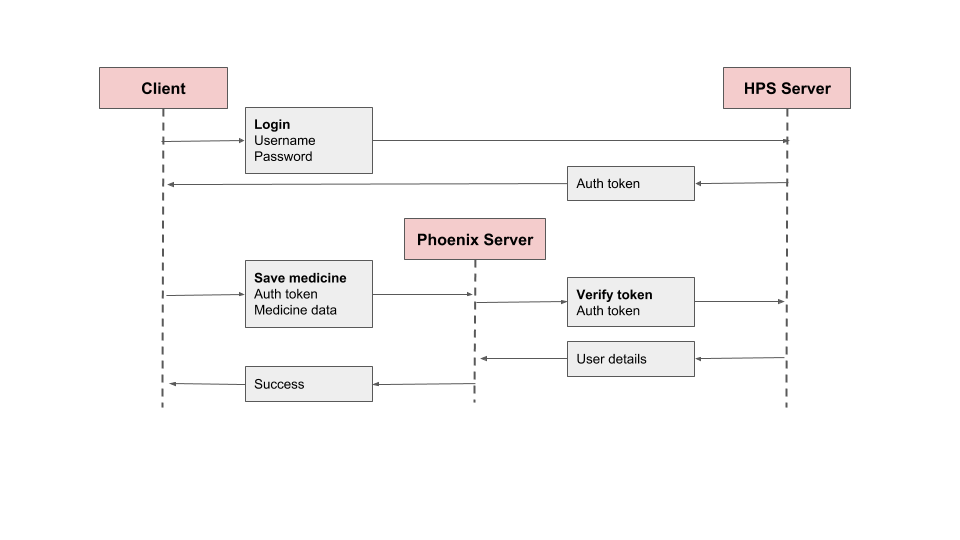 Client
HPS Server
Login
Username
Password
Auth token
Phoenix Server
Save medicine
Auth token
Medicine data
Verify token
Auth token
User details
Success